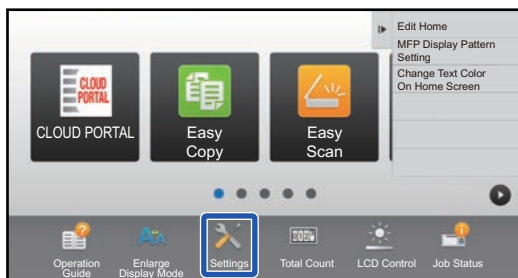 Edit Home
MFP Display Pattern
Setting
Change Text Color
On Home Screen
CLOUD
PORTAL
CLOUD PORTAL
Easy
Copy
Easy
Scan
Operation
Guide
Enlarge
Display Mode
Settings
Total Count
LCD Control
Job Status